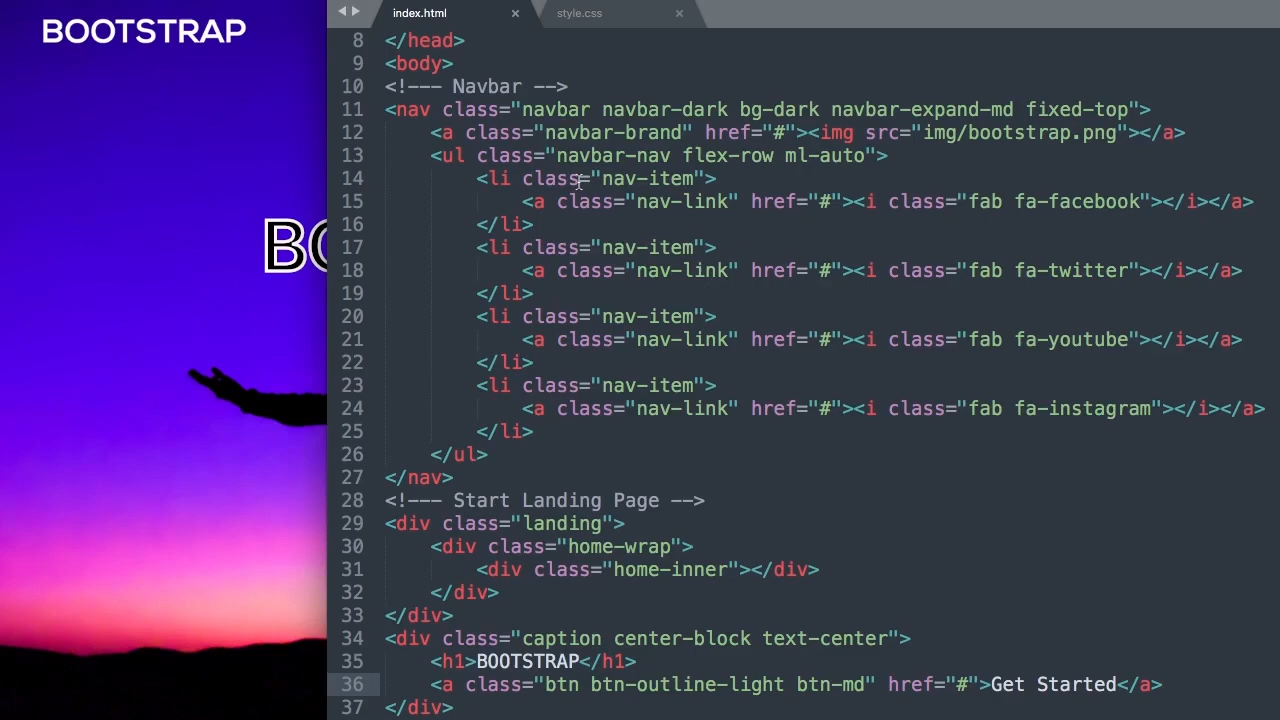 BOOTSTRAP
BO
index.html
style.css
8 </head>
9 <body>
10 <!--- Navbar -->
11 <nav class="navbar navbar-dark bg-dark navbar-expand-md fixed-top">
12 <a class="navbar-brand" href="#"><img src="img/bootstrap.png"></a>
13 <ul class="navbar-nav flex-row ml-auto">
14 <li class="nav-item">
15 <a class="nav-link" href="#"><i class="fab fa-facebook"></i></a>
16 </li>
17 <li class="nav-item">
18 <a class="nav-link" href="#"><i class="fab fa-twitter"></i></a>
19 </li>
20 <li class="nav-item">
21 <a class="nav-link" href="#"><i class="fab fa-youtube"></i></a>
22 </li>
23 <li class="nav-item">
24 <a class="nav-link" href="#"><i class="fab fa-instagram"></i></a>
25 </li>
26 </ul>
27 </nav>
28 <!--- Start Landing Page -->
29 <div class="landing">
30 <div class="home-wrap">
31 <div class="home-inner"></div>
32 </div>
33 </div>
34 <div class="caption center-block text-center">
35 <h1>BOOTSTRAP</h1>
36 <a class="btn btn-outline-light btn-md" href="#">Get Started</a>
37 </div>